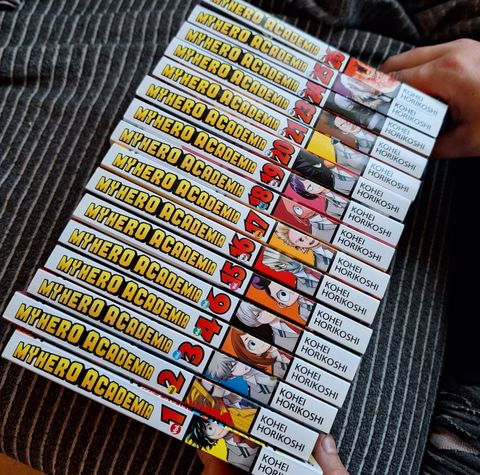 MY HERO ACADEMIA 26
MY HERO ACADEMIA 25 KOHEI HORIKOSHI
MY HERO ACADEMIA 24 KOHEI HORIKOSHI
MY HERO ACADEMIA 23 KOHEI HORIKOSHI
MY HERO ACADEMIA 21 KOHEI HORIKOSHI
MY HERO ACADEMIA 20 KOHEI HORIKOSHI
MY HERO ACADEMIA 19 KOHEI HORIKOSHI
MY HERO ACADEMIA 18 KOHEI HORIKOSHI
MY HERO ACADEMIA 17 KOHEI HORIKOSHI
MY HERO ACADEMIA 16 KOHEI HORIKOSHI
MY HERO ACADEMIA 15 KOHEI HORIKOSHI
MY HERO ACADEMIA 6 KOHEI HORIKOSHI
MY HERO ACADEMIA 4 KOHEI HORIKOSHI
MY HERO ACADEMIA 3 KOHEI HORIKOSHI
MY HERO ACADEMIA 2 KOHEI HORIKOSHI
MY HERO ACADEMIA 1 KOHEI HORIKOSHI